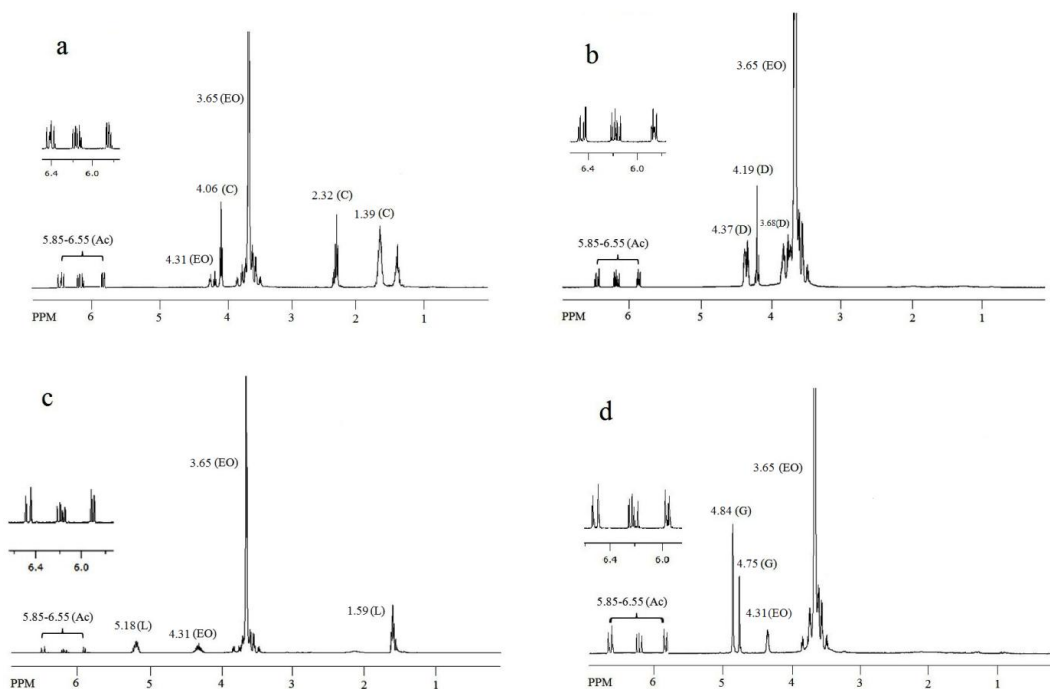 a
3.65 (EO)
6.4 6.0
4.06 (C)
2.32 (C)
1.39 (C)
5.85-6.55 (Ac)
4.31 (EO)
PPM 6 4 3 2 1
b
3.65 (EO)
6.4 6.0
4.19 (D)
4.37 (D)
3.68(D)
5.85-6.55 (Ac)
PPM 6 4 3 2 1
c
3.65 (EO)
6.4 6.0
5.85-6.55 (Ac)
5.18 (L)
4.31 (EO)
1.59 (L)
PPM 6 5 4 3 2 1
d
3.65 (EO)
6.4 6.0
4.84 (G)
4.75 (G)
5.85-6.55 (Ac)
4.31(EO)
PPM 6 5 4 3 2 1